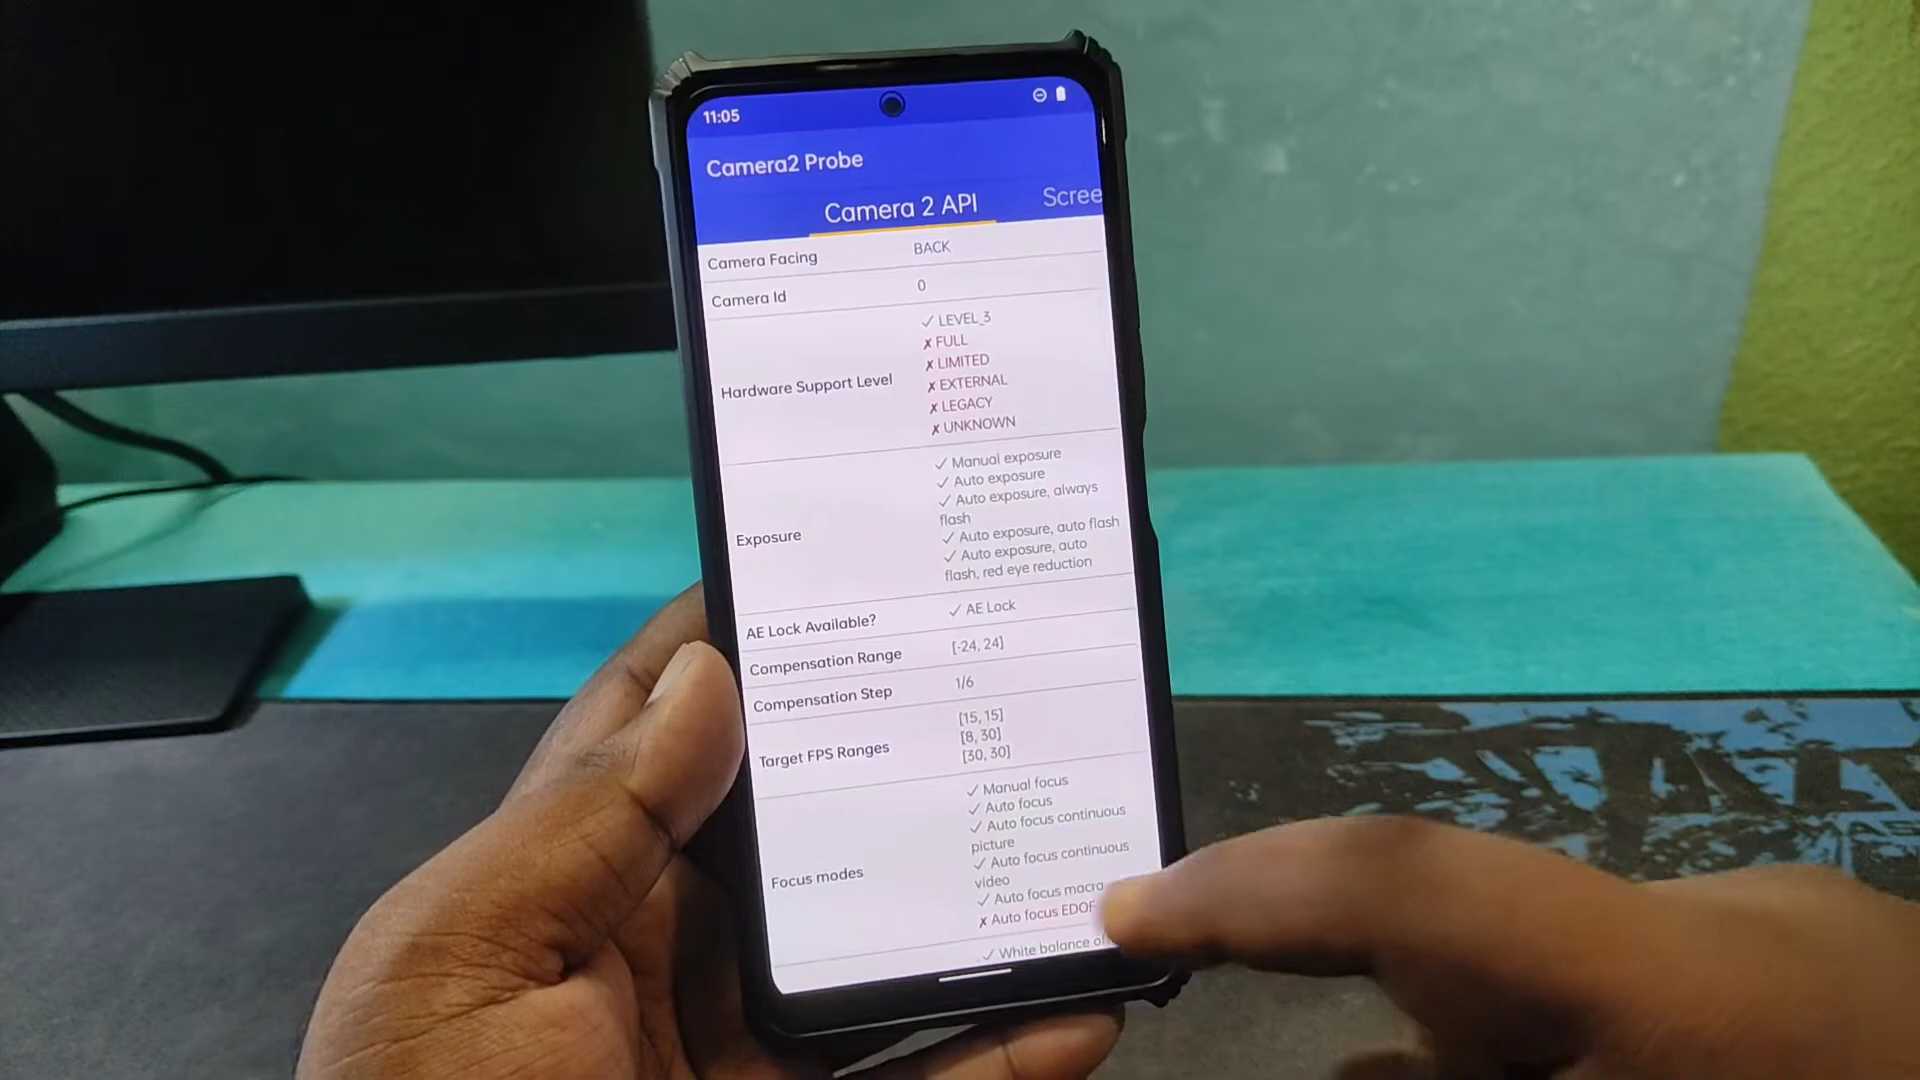 11:05
Camera2 Probe
Camera 2 API
Scree
Camera Facing
BACK
Camera Id
0
Hardware Support Level
✓ LEVEL_3
✗ FULL
✗ LIMITED
✗ EXTERNAL
✗ LEGACY
✗ UNKNOWN
Exposure
✓ Manual exposure
✓ Auto exposure
✓ Auto exposure, always
flash
✓ Auto exposure, auto flash
✓ Auto exposure, auto
flash, red eye reduction
AE Lock Available?
✓ AE Lock
Compensation Range
[-24, 24]
Compensation Step
1/6
Target FPS Ranges
[15, 15]
[8, 30]
[30, 30]
Focus modes
✓ Manual focus
✓ Auto focus
✓ Auto focus continuous
picture
✓ Auto focus continuous
video
✓ Auto focus macro
✗ Auto focus EDOF
✓ White balance